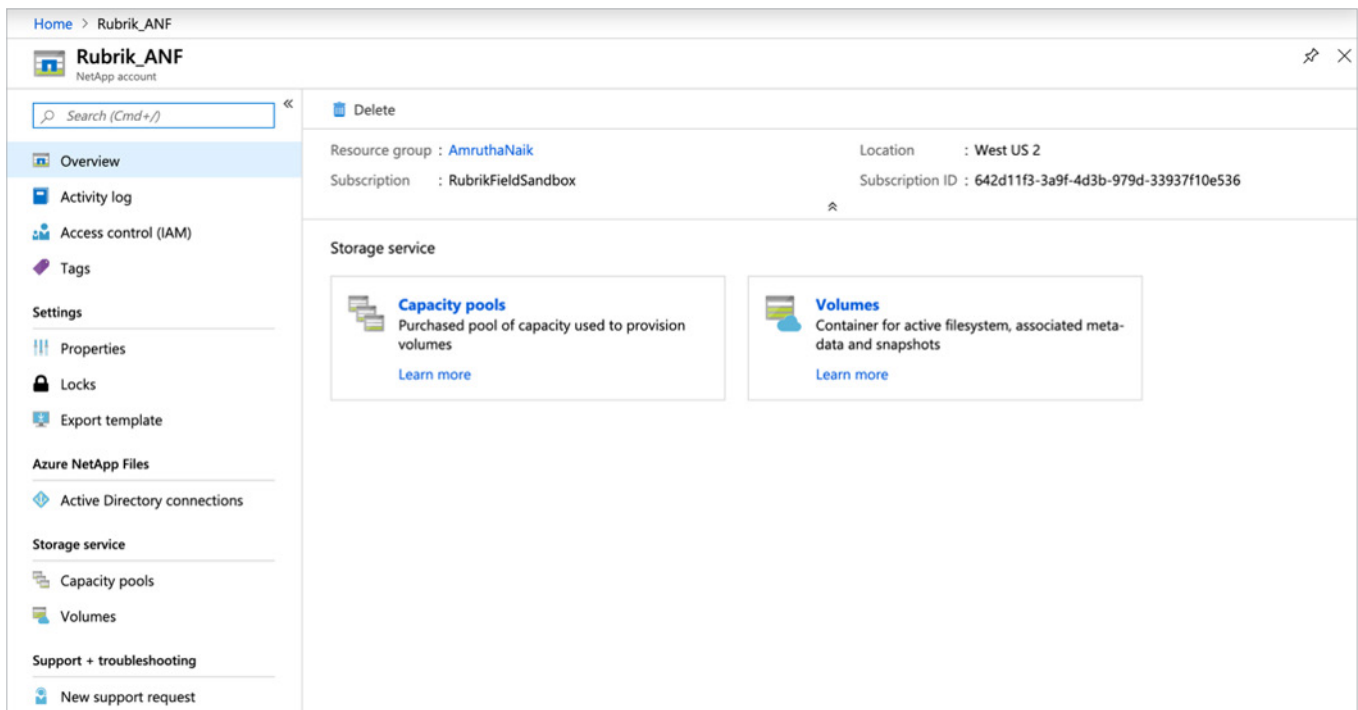 Home > Rubrik_ANF
Rubrik_ANF
NetApp account
Search (Cmd+/)
Overview
Activity log
Access control (IAM)
Tags
Settings
Properties
Locks
Export template
Azure NetApp Files
Active Directory connections
Storage service
Capacity pools
Volumes
Support + troubleshooting
New support request
Delete
Resource group : AmruthaNaik
Subscription : RubrikFieldSandbox
Location : West US 2
Subscription ID : 642d11f3-3a9f-4d3b-979d-33937f10e536
Storage service
Capacity pools
Purchased pool of capacity used to provision
volumes
Learn more
Volumes
Container for active filesystem, associated meta-
data and snapshots
Learn more